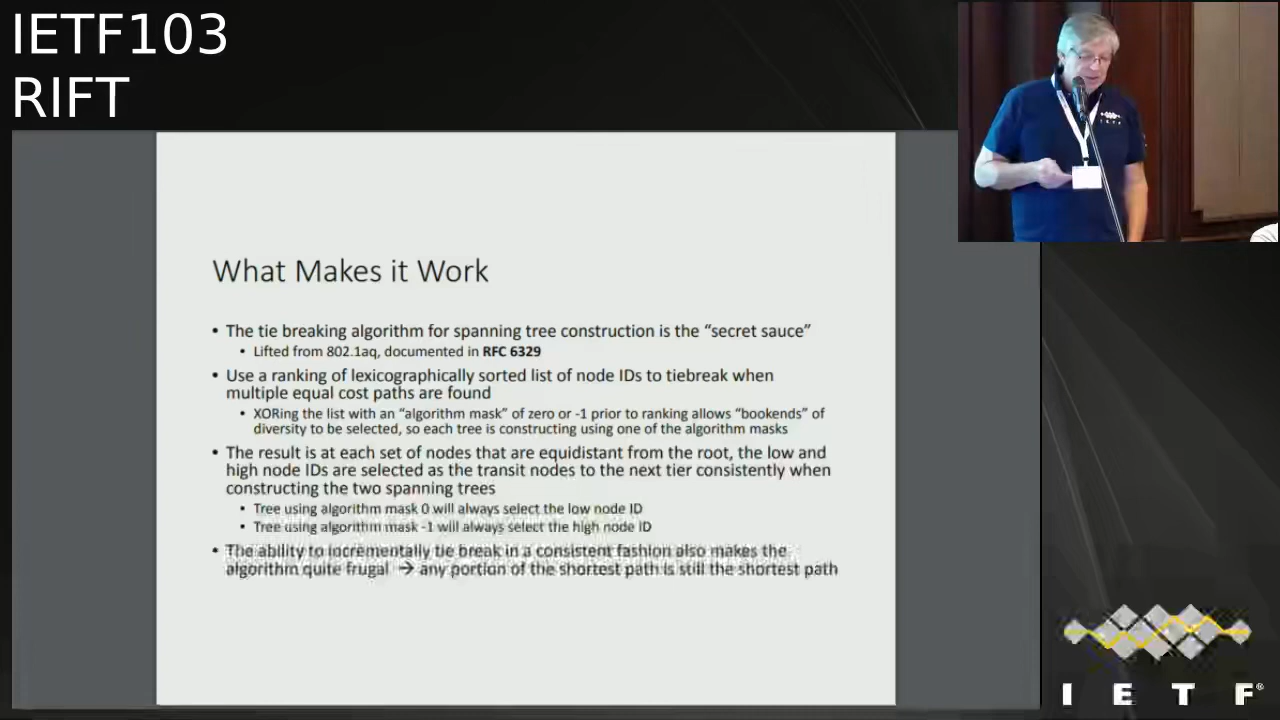 IETF103
RIFT
What Makes it Work
• The tie breaking algorithm for spanning tree construction is the “secret sauce”
• Lifted from 802.1aq, documented in RFC 6329
• Use a ranking of lexicographically sorted list of node IDs to tiebreak when
multiple equal cost paths are found
• XORing the list with an “algorithm mask” of zero or -1 prior to ranking allows “bookends” of
diversity to be selected, so each tree is constructing using one of the algorithm masks
• The result is at each set of nodes that are equidistant from the root, the low and
high node IDs are selected as the transit nodes to the next tier consistently when
constructing the two spanning trees
• Tree using algorithm mask 0 will always select the low node ID
• Tree using algorithm mask -1 will always select the high node ID
• The ability to incrementally tie break in a consistent fashion also makes the
algorithm quite frugal → any portion of the shortest path is still the shortest path
IETF
I E T F®